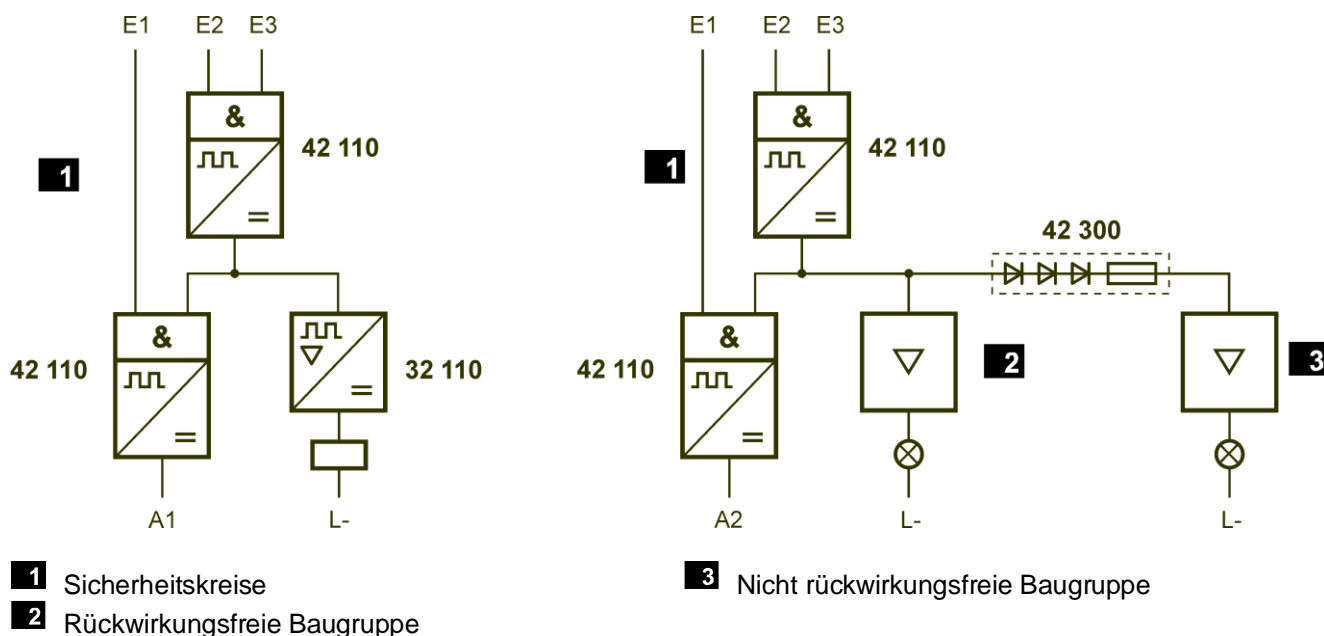 E1 E2 E3 E1 E2 E3
& &
1 42 110 1 42 110
42 300
& &
42 110 32 110 42 110 2 3
A1 L- A2 L- L-
1 Sicherheitskreise 3 Nicht rückwirkungsfreie Baugruppe
2 Rückwirkungsfreie Baugruppe